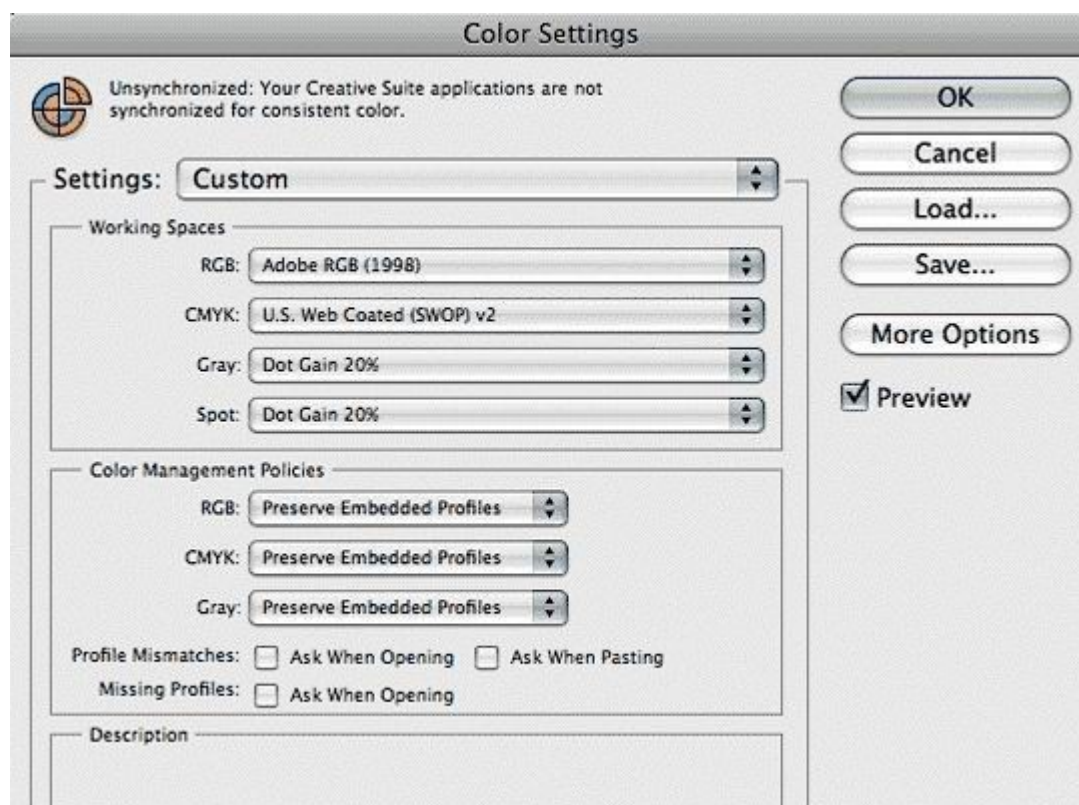 Color Settings
Unsynchronized: Your Creative Suite applications are not
synchronized for consistent color.
OK
Cancel
Load...
Save...
More Options
Preview
Settings: Custom
Working Spaces
RGB: Adobe RGB (1998)
CMYK: U.S. Web Coated (SWOP) v2
Gray: Dot Gain 20%
Spot: Dot Gain 20%
Color Management Policies
RGB: Preserve Embedded Profiles
CMYK: Preserve Embedded Profiles
Gray: Preserve Embedded Profiles
Profile Mismatches: Ask When Opening Ask When Pasting
Missing Profiles: Ask When Opening
Description